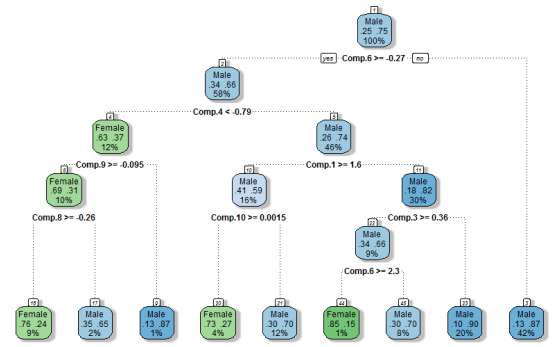 1
Male
.25 .75
100%
yes Comp.6 >= -0.27 no
2
Male
.34 .66
58%
Comp.4 < -0.79
4
Female
.63 .37
12%
5
Male
.26 .74
46%
Comp.9 >= -0.095
Comp.1 >= 1.6
8
Female
.69 .31
10%
10
Male
.41 .59
16%
11
Male
.18 .82
30%
Comp.8 >= -0.26
Comp.10 >= 0.0015
Comp.3 >= 0.36
22
Male
.34 .66
9%
Comp.6 >= 2.3
16
Female
.76 .24
9%
17
Male
.35 .65
2%
9
Male
.13 .87
1%
20
Female
.73 .27
4%
21
Male
.30 .70
12%
44
Female
.85 .15
1%
45
Male
.30 .70
8%
23
Male
.10 .90
20%
3
Male
.13 .87
42%